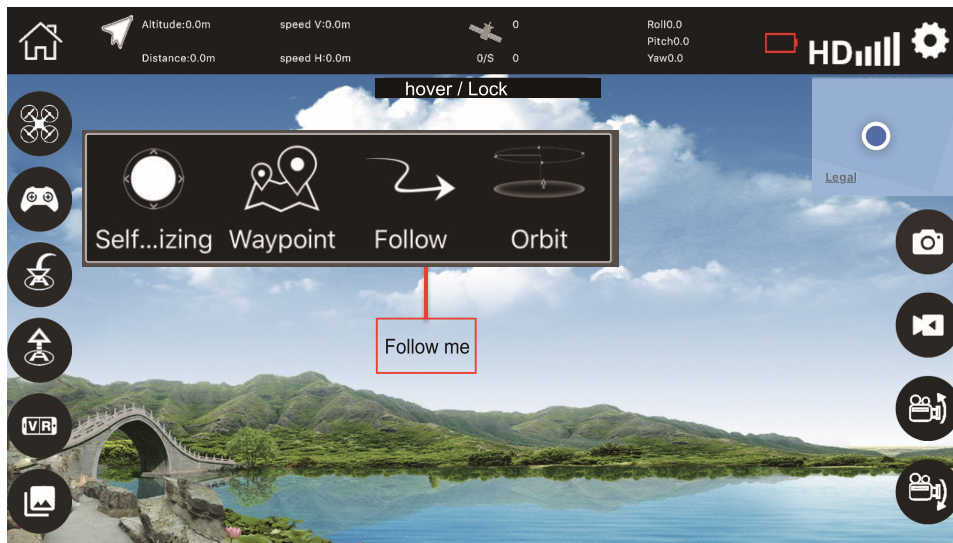 Altitude:0.0m
speed V:0.0m
0
Roll0.0
Pitch0.0
Distance:0.0m
speed H:0.0m
0/S
0
Yaw0.0
HD
hover / Lock
Legal
Self...izing
Waypoint
Follow
Orbit
Follow me
VR